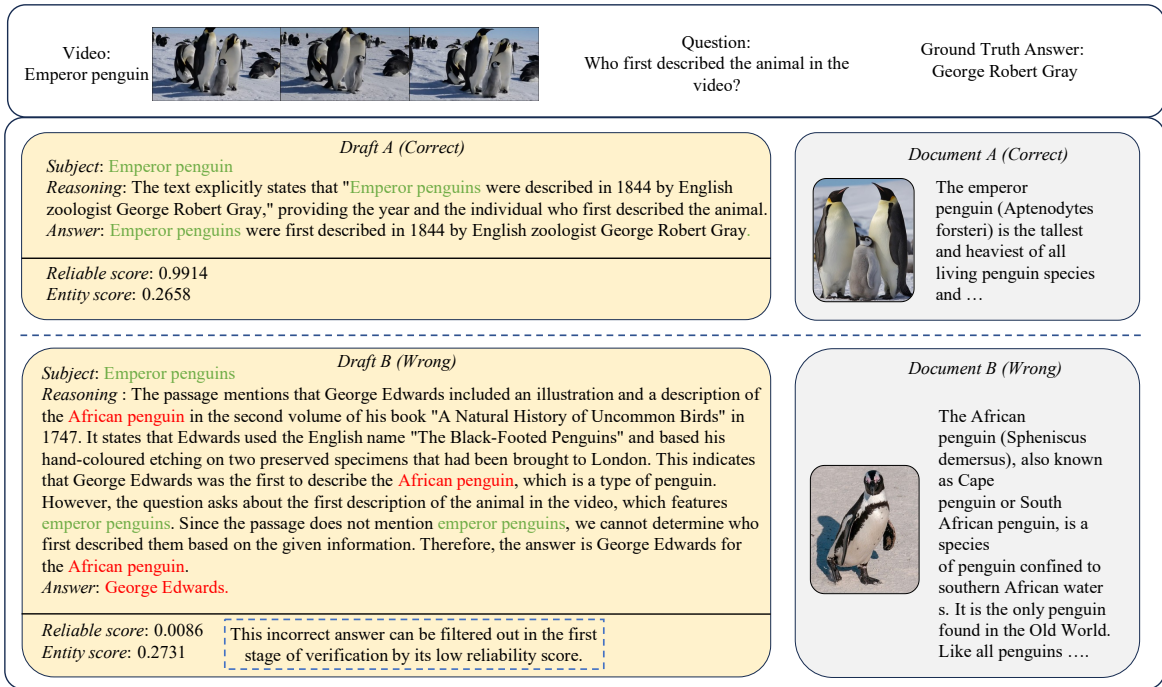 Video:
Emperor penguin
Question:
Who first described the animal in the
video?
Ground Truth Answer:
George Robert Gray
Draft A (Correct)
Subject: Emperor penguin
Reasoning: The text explicitly states that "Emperor penguins were described in 1844 by English
zoologist George Robert Gray," providing the year and the individual who first described the animal.
Answer: Emperor penguins were first described in 1844 by English zoologist George Robert Gray.
Reliable score: 0.9914
Entity score: 0.2658
Document A (Correct)
The emperor
penguin (Aptenodytes
forsteri) is the tallest
and heaviest of all
living penguin species
and …
Draft B (Wrong)
Subject: Emperor penguins
Reasoning : The passage mentions that George Edwards included an illustration and a description of
the African penguin in the second volume of his book "A Natural History of Uncommon Birds" in
1747. It states that Edwards used the English name "The Black-Footed Penguins" and based his
hand-coloured etching on two preserved specimens that had been brought to London. This indicates
that George Edwards was the first to describe the African penguin, which is a type of penguin.
However, the question asks about the first description of the animal in the video, which features
emperor penguins. Since the passage does not mention emperor penguins, we cannot determine who
first described them based on the given information. Therefore, the answer is George Edwards for
the African penguin.
Answer: George Edwards.
Reliable score: 0.0086
Entity score: 0.2731
This incorrect answer can be filtered out in the first
stage of verification by its low reliability score.
Document B (Wrong)
The African
penguin (Spheniscus
demersus), also known
as Cape
penguin or South
African penguin, is a
species
of penguin confined to
southern African water
s. It is the only penguin
found in the Old World.
Like all penguins ….